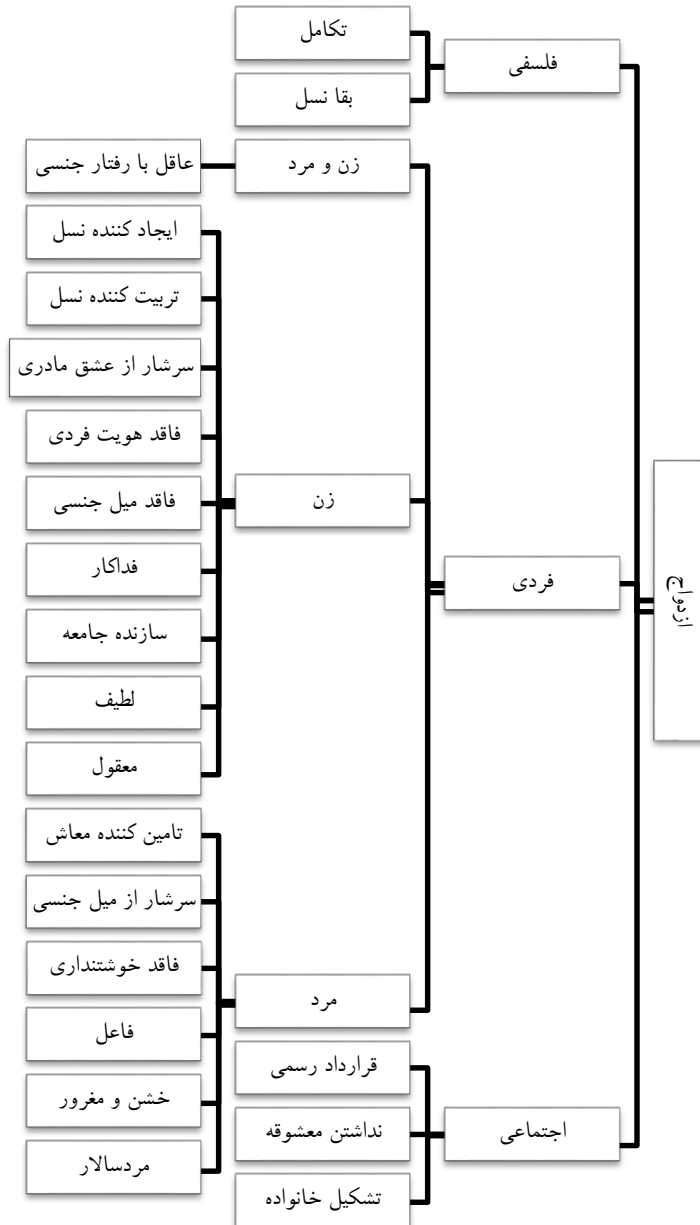 ازدواج
فلسفی
تکامل
بقا نسل
فردی
زن و مرد
عاقل با رفتار جنسی
زن
ایجاد کننده نسل
تربیت کننده نسل
سرشار از عشق مادری
فاقد هویت فردی
فاقد میل جنسی
فداکار
سازنده جامعه
لطیف
معقول
مرد
تامین کننده معاش
سرشار از میل جنسی
فاقد خوشتنداری
فاعل
خشن و مغرور
مردسالار
اجتماعی
قرارداد رسمی
نداشتن معشوقه
تشکیل خانواده